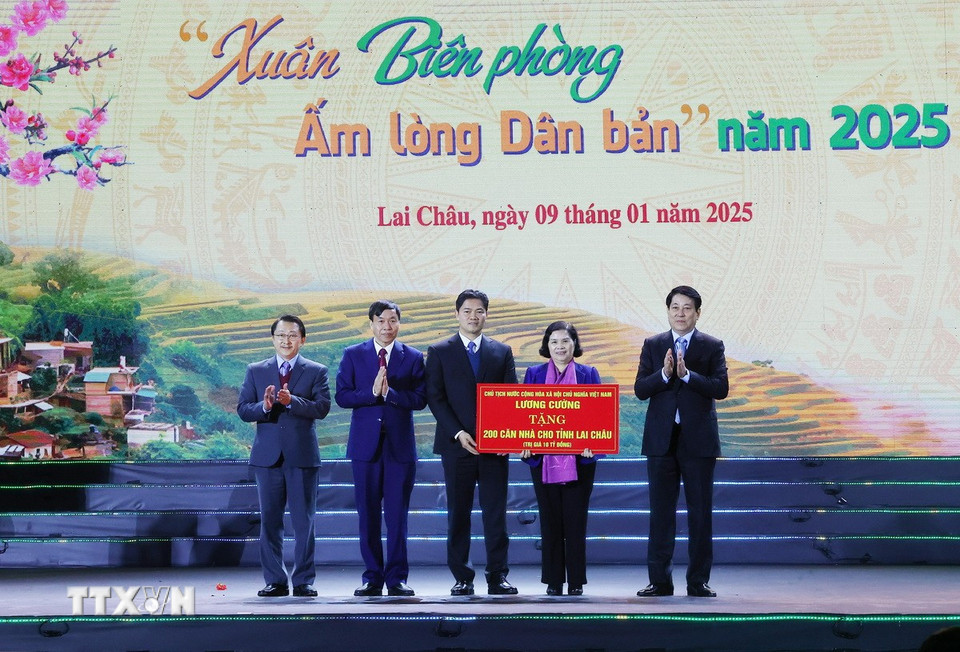 “Xuân Biên phòng
Ấm lòng Dân bản” năm 2025
Lai Châu, ngày 09 tháng 01 năm 2025
CHỦ TỊCH NƯỚC CỘNG HÒA XÃ HỘI CHỦ NGHĨA VIỆT NAM
LƯƠNG CƯỜNG
TẶNG
200 CĂN NHÀ CHO TỈNH LAI CHÂU
(TRỊ GIÁ 10 TỶ ĐỒNG)
TTXVN